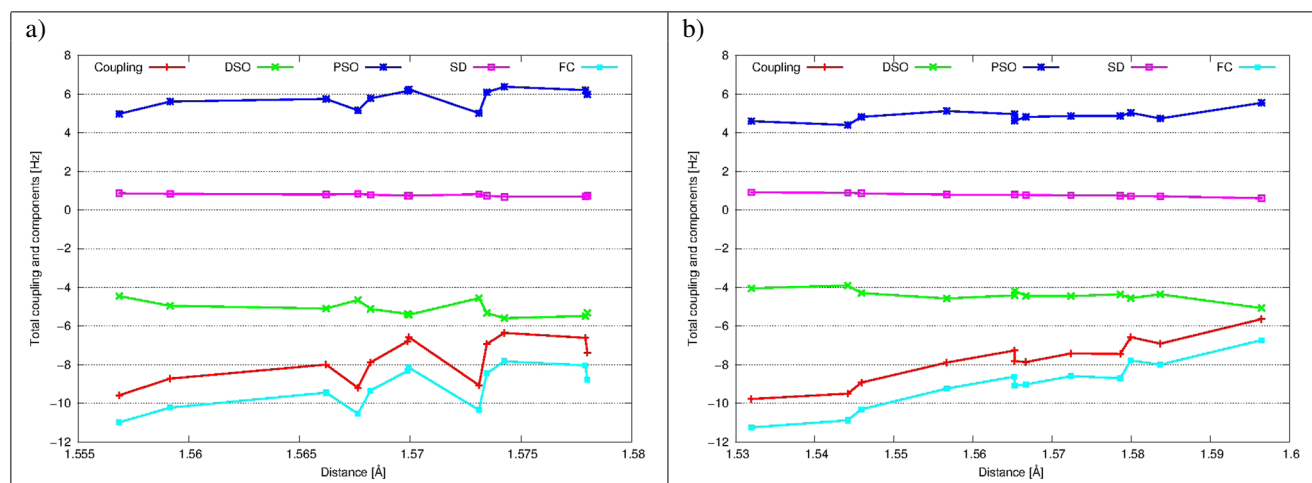 a)
Coupling DSO PSO SD FC
Total coupling and components [Hz]
8
6
4
2
0
−2
−4
−6
−8
−10
−12
1.555 1.56 1.565 1.57 1.575 1.58
Distance [Å]
b)
Coupling DSO PSO SD FC
Total coupling and components [Hz]
8
6
4
2
0
−2
−4
−6
−8
−10
−12
1.53 1.54 1.55 1.56 1.57 1.58 1.59 1.6
Distance [Å]